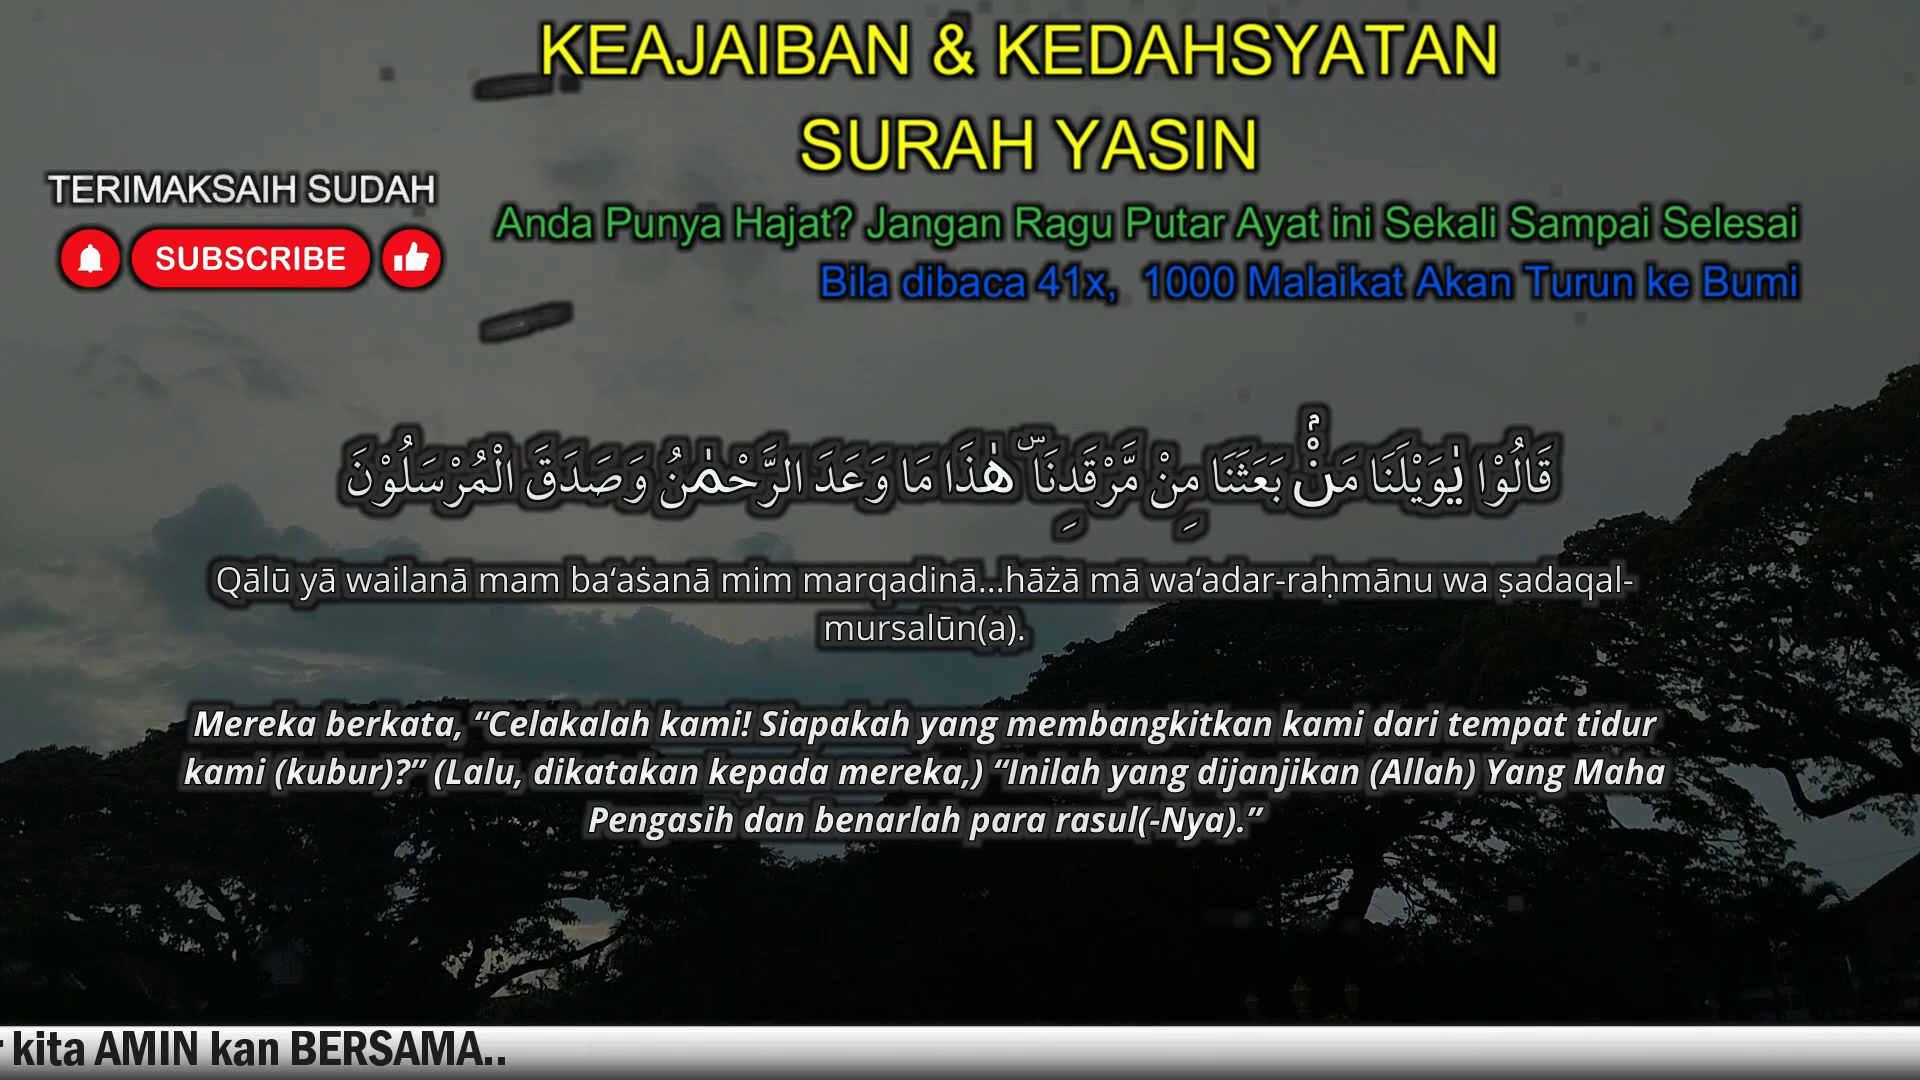 KEAJAIBAN & KEDAHSYATAN
SURAH YASIN
TERIMAKSAIH SUDAH
SUBSCRIBE
Anda Punya Hajat? Jangan Ragu Putar Ayat ini Sekali Sampai Selesai
Bila dibaca 41x, 1000 Malaikat Akan Turun ke Bumi
قَالُوْا يٰوَيْلَنَا مَنْۢ بَعَثَنَا مِنْ مَّرْقَدِنَا ۜهٰذَا مَا وَعَدَ الرَّحْمٰنُ وَصَدَقَ الْمُرْسَلُوْنَ
Qālū yā wailanā mam ba‘aṡanā mim marqadinā...hāżā mā wa‘adar-raḥmānu wa ṣadaqal-
mursalūn(a).
Mereka berkata, “Celakalah kami! Siapakah yang membangkitkan kami dari tempat tidur
kami (kubur)?” (Lalu, dikatakan kepada mereka,) “Inilah yang dijanjikan (Allah) Yang Maha
Pengasih dan benarlah para rasul(-Nya).”
kita AMIN kan BERSAMA..